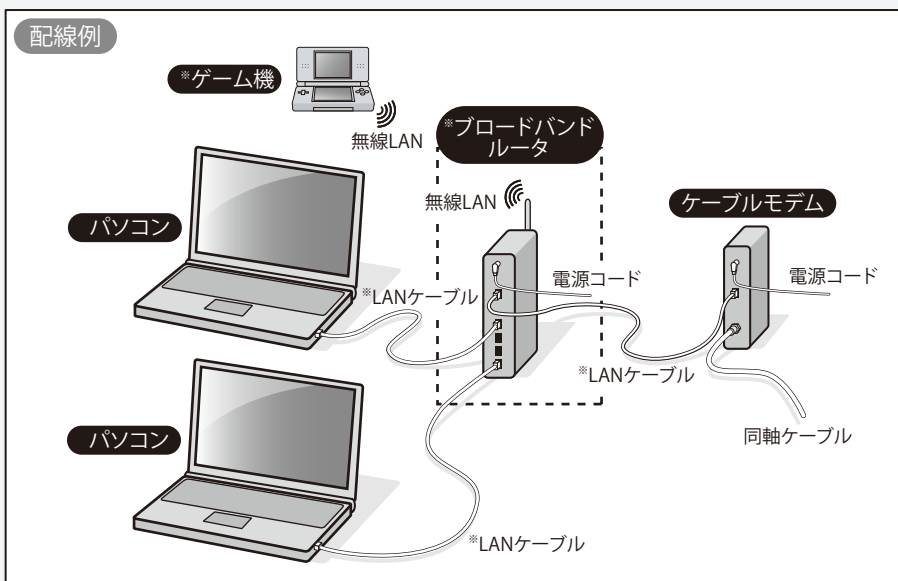 配線例
※ゲーム機
無線LAN
※ブロードバンド
ルータ
無線LAN
ケーブルモデム
パソコン
電源コード
電源コード
※LANケーブル
※LANケーブル
パソコン
同軸ケーブル
※LANケーブル